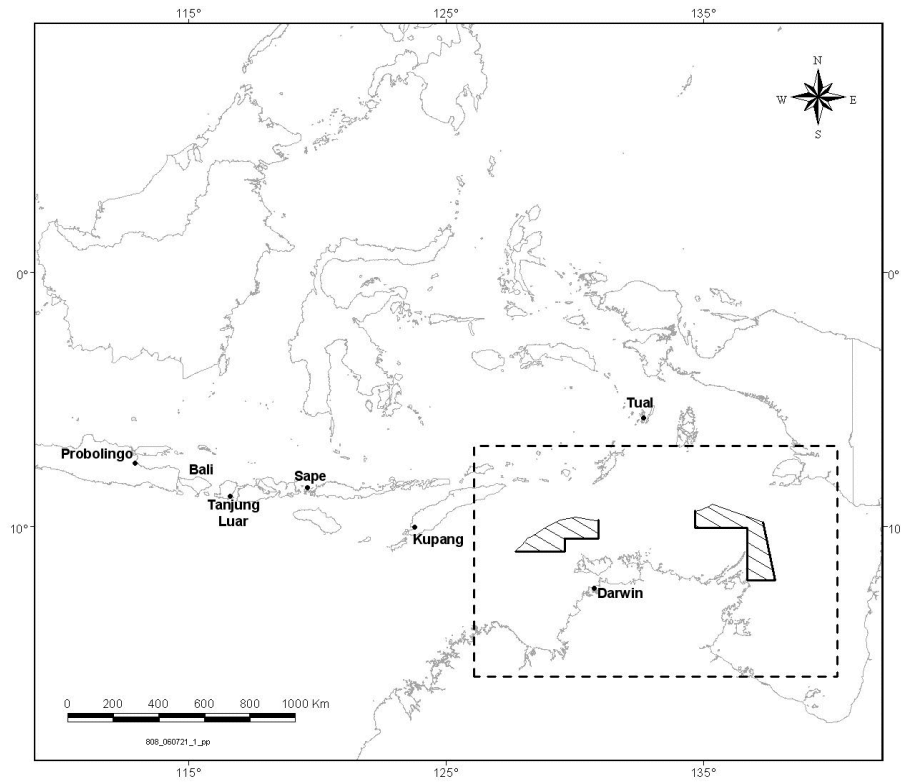 115° 125° 135°
N
W E
S
0° 0°
Tual
Probolingo
Bali
Sape
Tanjung
Luar
10° 10
Kupang
Darwin
0 200 400 600 800 1000 Km
808_060721_1_pp
115° 125° 135°